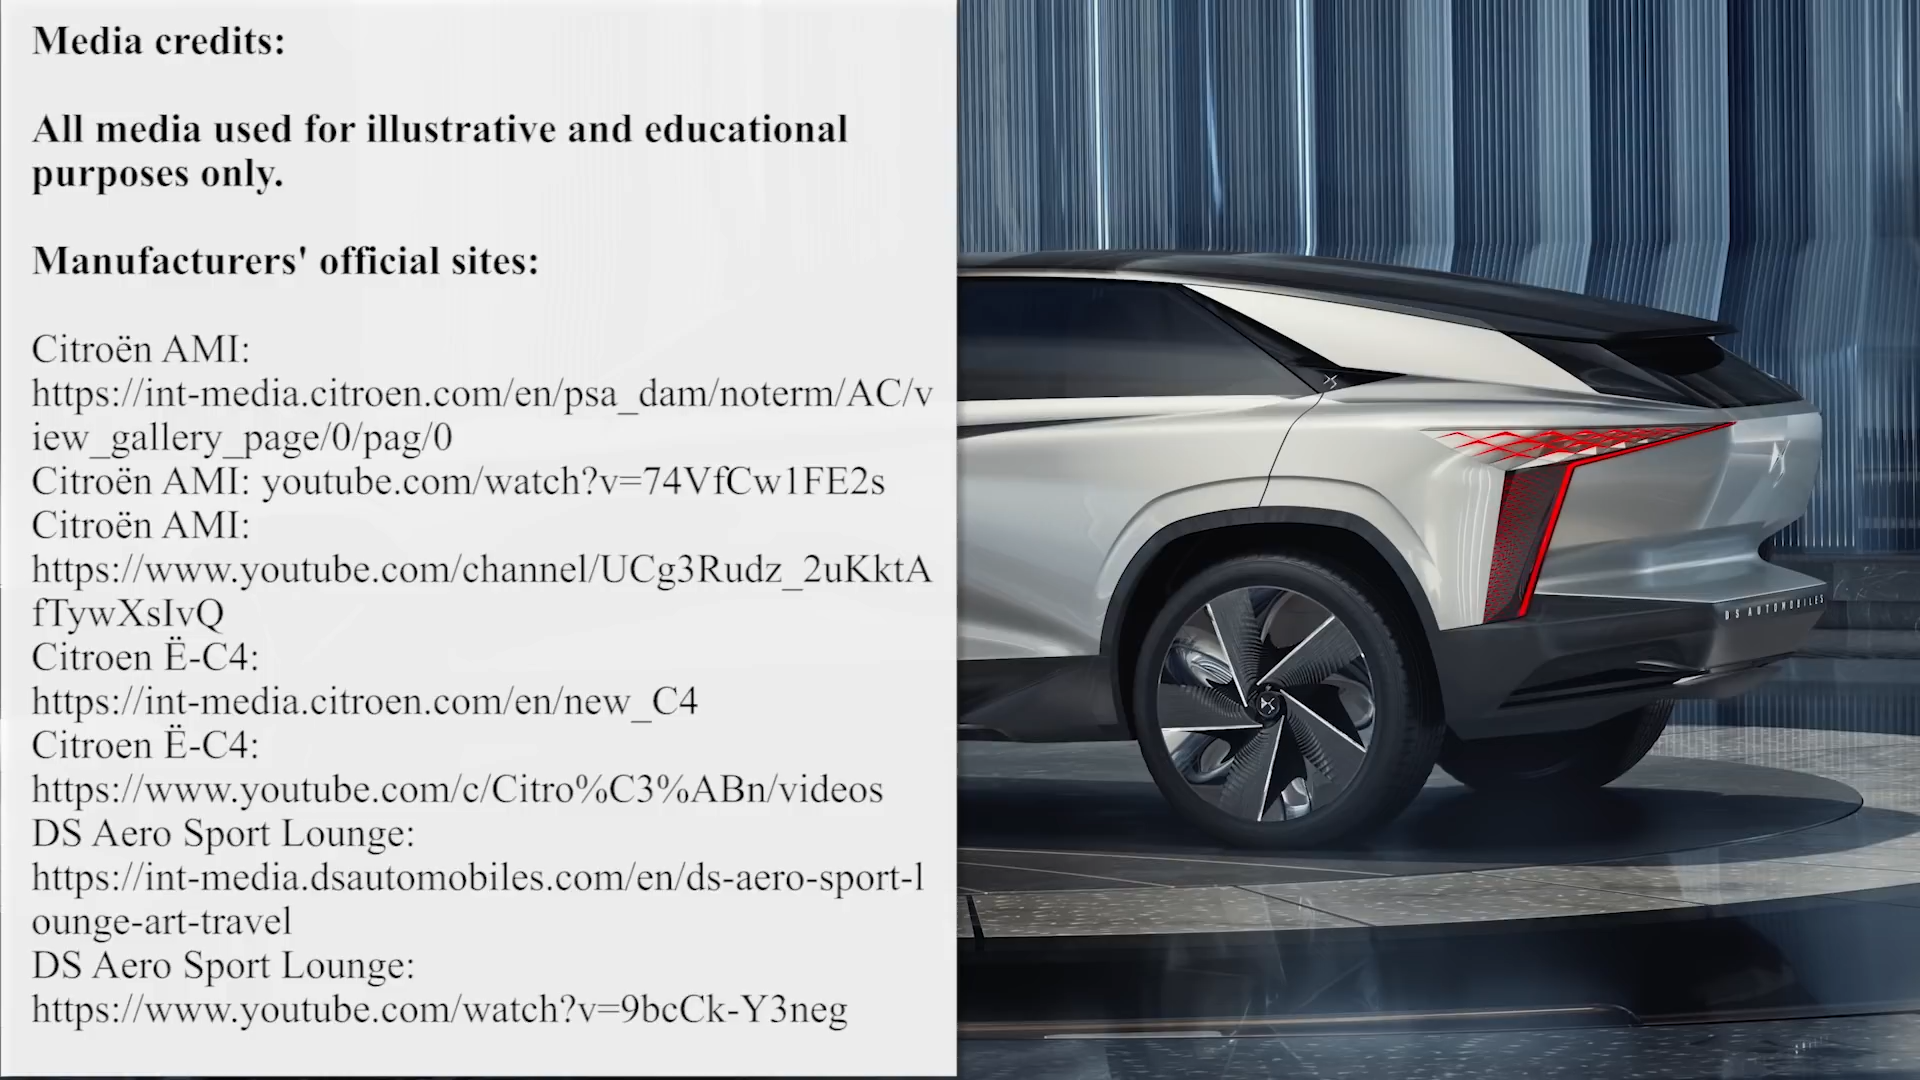 Media credits:
All media used for illustrative and educational
purposes only.
Manufacturers' official sites:
Citroën AMI:
https://int-media.citroen.com/en/psa_dam/noterm/AC/v
iew_gallery_page/0/pag/0
Citroën AMI: youtube.com/watch?v=74VfCw1FE2s
Citroën AMI:
https://www.youtube.com/channel/UCg3Rudz_2uKktA
fTywXsIvQ
Citroen Ë-C4:
https://int-media.citroen.com/en/new_C4
Citroen Ë-C4:
https://www.youtube.com/c/Citro%C3%ABn/videos
DS Aero Sport Lounge:
https://int-media.dsautomobiles.com/en/ds-aero-sport-l
ounge-art-travel
DS Aero Sport Lounge:
https://www.youtube.com/watch?v=9bcCk-Y3neg
DS AUTOMOBILES